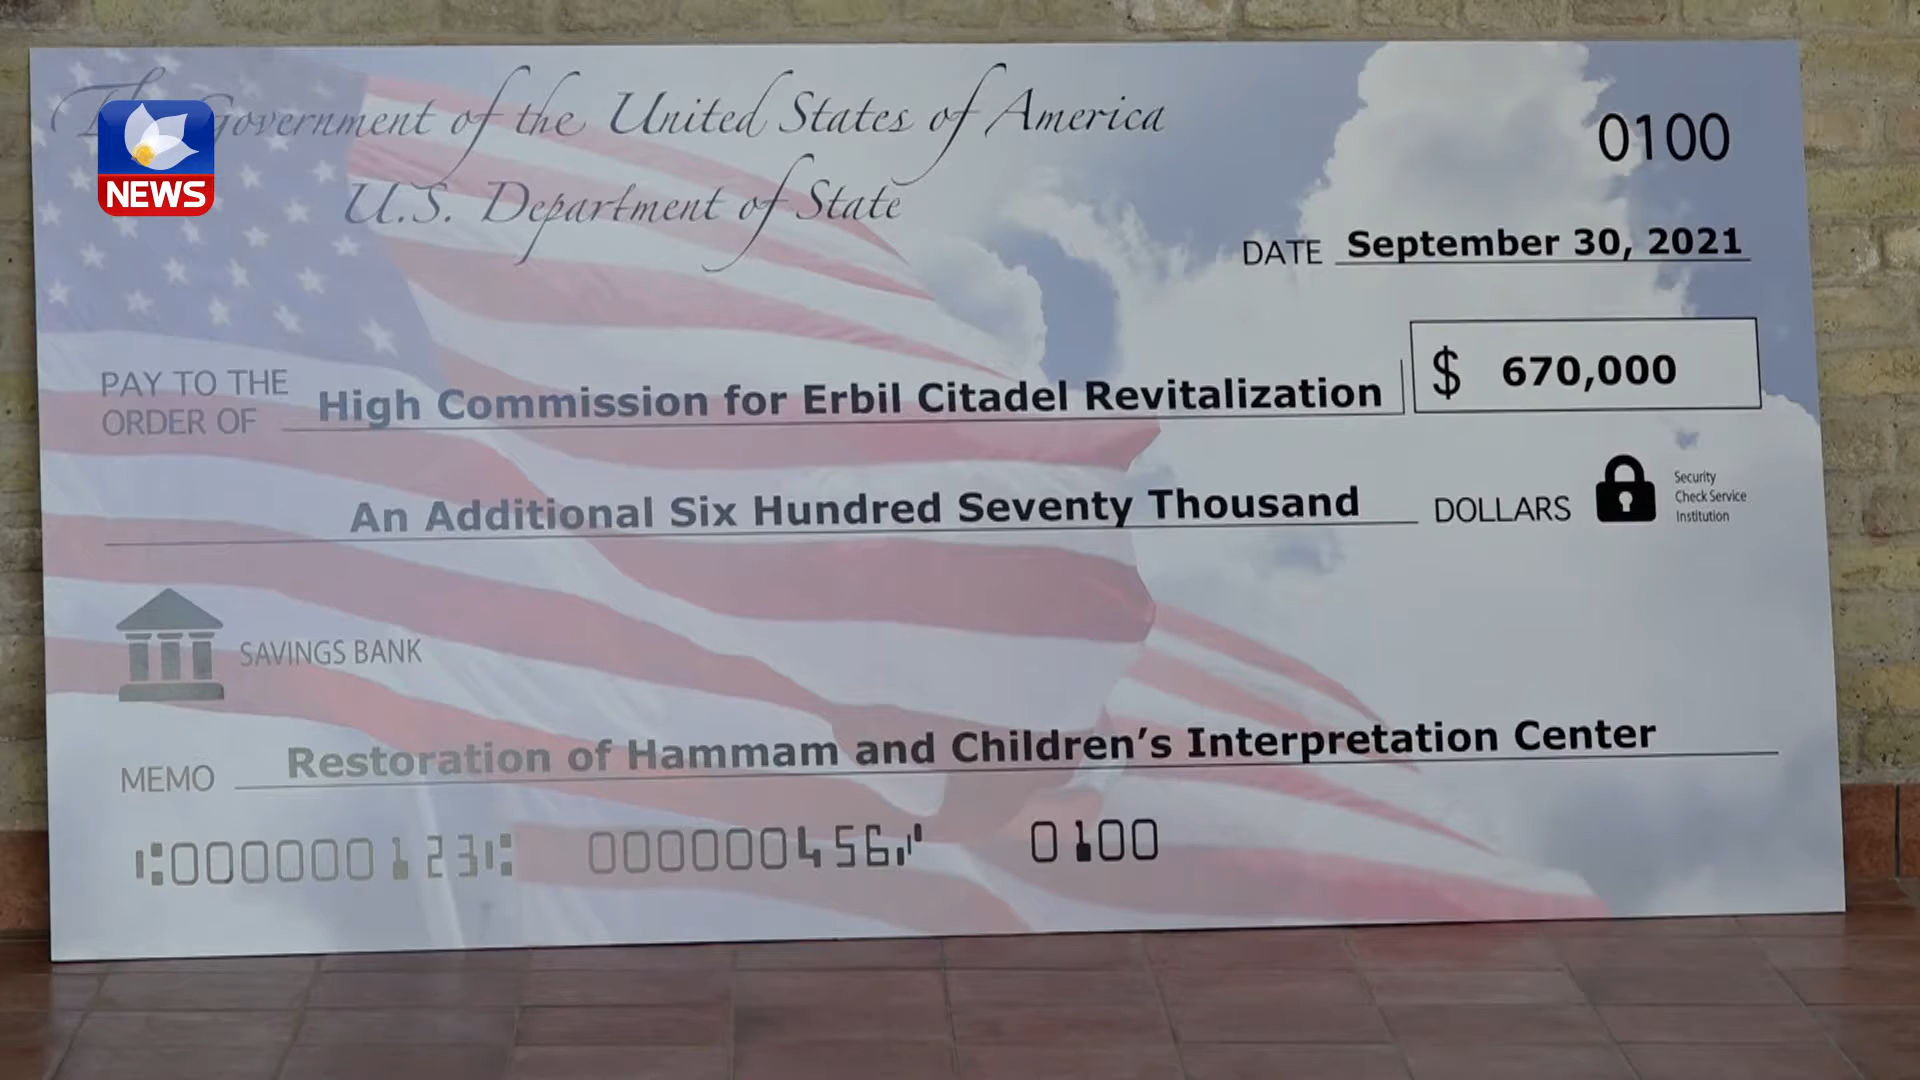 The Government of the United States of America
NEWS
U.S. Department of State
0100
DATE September 30, 2021
PAY TO THE
ORDER OF High Commission for Erbil Citadel Revitalization $ 670,000
An Additional Six Hundred Seventy Thousand DOLLARS
Security
Check Service
Institution
SAVINGS BANK
MEMO Restoration of Hammam and Children’s Interpretation Center
⑆000000123⑆ 000000456⑈ 0100